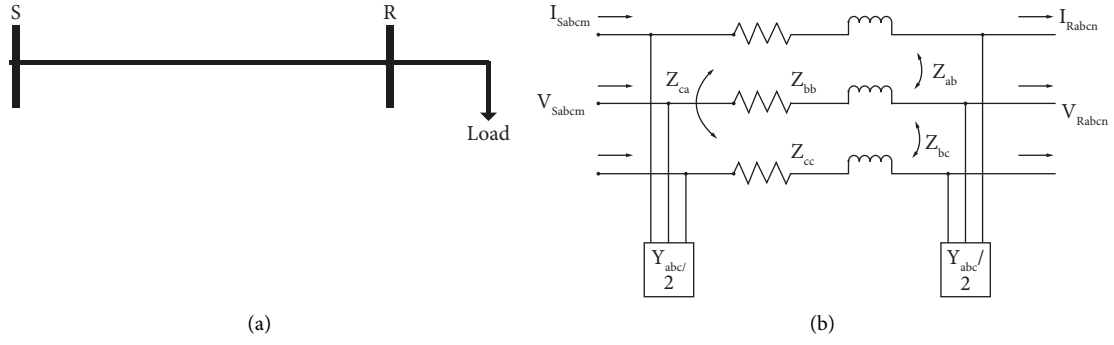 S
R
Load
(a)
I_Sabcm
I_Rabcn
Z_ca
Z_bb
Z_ab
V_Sabcm
V_Rabcn
Z_cc
Z_bc
Y_abc/
2
Y_abc/
2
(b)